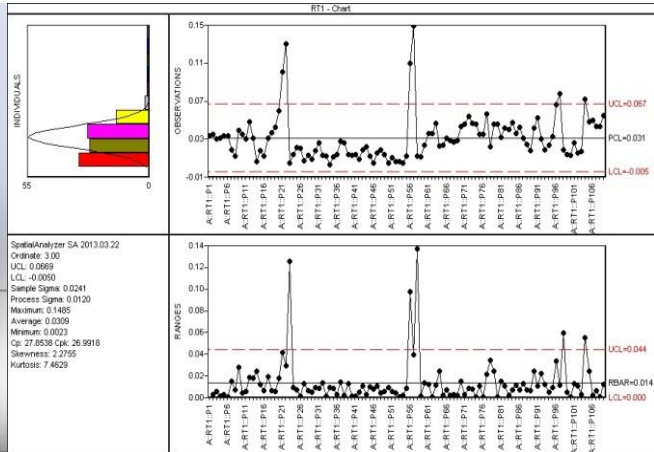 RT1 - Chart
INDIVIDUALS
55
0
OBSERVATIONS
0.15
0.11
0.07
0.03
-0.01
UCL=0.067
PCL=0.031
LCL=-0.005
A::RT1::P1
A::RT1::P6
A::RT1::P11
A::RT1::P16
A::RT1::P21
A::RT1::P26
A::RT1::P31
A::RT1::P36
A::RT1::P41
A::RT1::P46
A::RT1::P51
A::RT1::P56
A::RT1::P61
A::RT1::P66
A::RT1::P71
A::RT1::P76
A::RT1::P81
A::RT1::P86
A::RT1::P91
A::RT1::P96
A::RT1::P101
A::RT1::P106
SpatialAnalyzer SA 2013.03.22
Ordinate: 3.00
UCL: 0.0669
LCL: -0.0050
Sample Sigma: 0.0241
Process Sigma: 0.0120
Maximum: 0.1485
Average: 0.0309
Minimum: 0.0023
Cp: 27.8538 Cpk: 26.9918
Skewness: 2.2755
Kurtosis: 7.4629
RANGES
0.14
0.12
0.10
0.08
0.06
0.04
0.02
0.00
UCL=0.044
RBAR=0.014
LCL=0.000
A::RT1::P1
A::RT1::P6
A::RT1::P11
A::RT1::P16
A::RT1::P21
A::RT1::P26
A::RT1::P31
A::RT1::P36
A::RT1::P41
A::RT1::P46
A::RT1::P51
A::RT1::P56
A::RT1::P61
A::RT1::P66
A::RT1::P71
A::RT1::P76
A::RT1::P81
A::RT1::P86
A::RT1::P91
A::RT1::P96
A::RT1::P101
A::RT1::P106